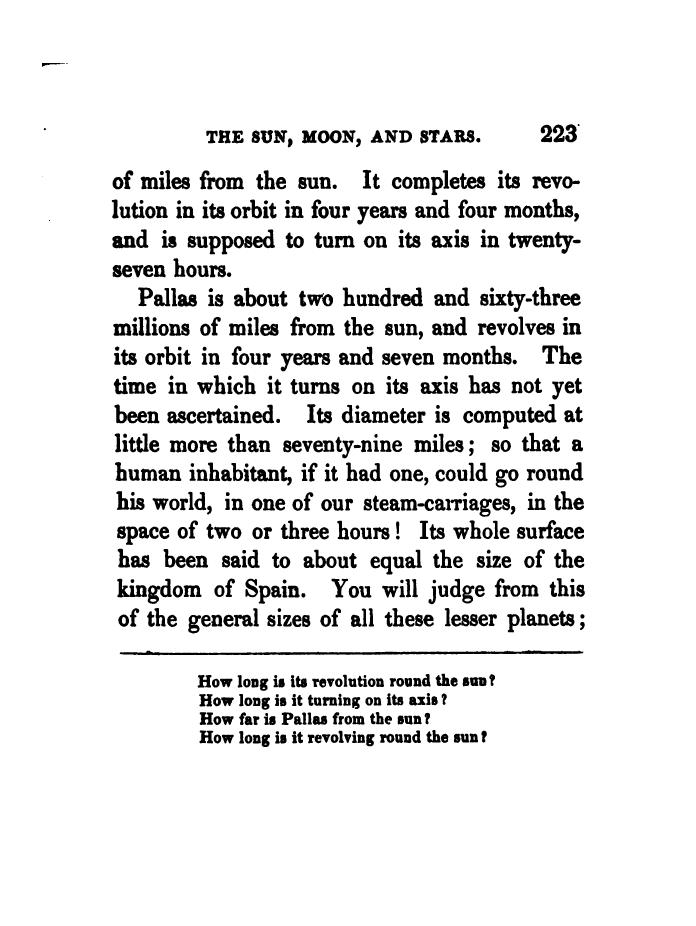 THE SUN, MOON, AND STARS. 223
of miles from the sun. It completes its revo-
lution in its orbit in four years and four months,
and is supposed to turn on its axis in twenty-
seven hours.
Pallas is about two hundred and sixty-three
millions of miles from the sun, and revolves in
its orbit in four years and seven months. The
time in which it turns on its axis has not yet
been ascertained. Its diameter is computed at
little more than seventy-nine miles; so that a
human inhabitant, if it had one, could go round
his world, in one of our steam-carriages, in the
space of two or three hours! Its whole surface
has been said to about equal the size of the
kingdom of Spain. You will judge from this
of the general sizes of all these lesser planets;
How long is its revolution round the sun?
How long is it turning on its axis?
How far is Pallas from the sun?
How long is it revolving round the sun?